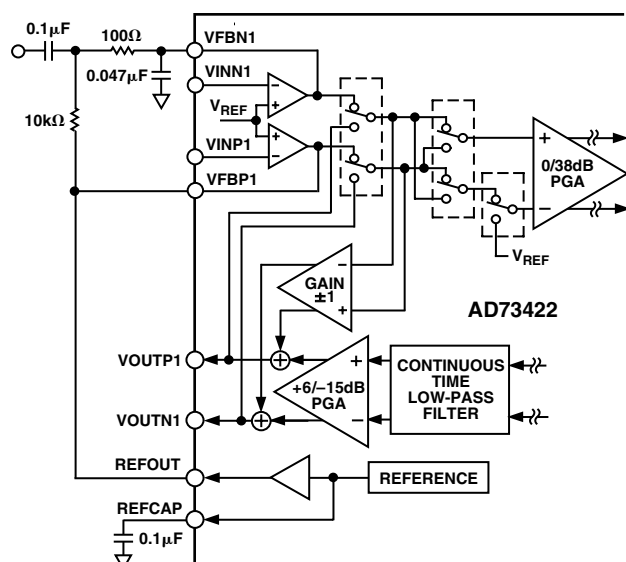 0.1μF
100Ω
VFBN1
0.047μF
VINN1
VREF
10kΩ
VINP1
VFBP1
0/38dB
PGA
VREF
GAIN
±1
AD73422
VOUTP1
+6/–15dB
PGA
CONTINUOUS
TIME
LOW-PASS
FILTER
VOUTN1
REFOUT
REFERENCE
REFCAP
0.1μF